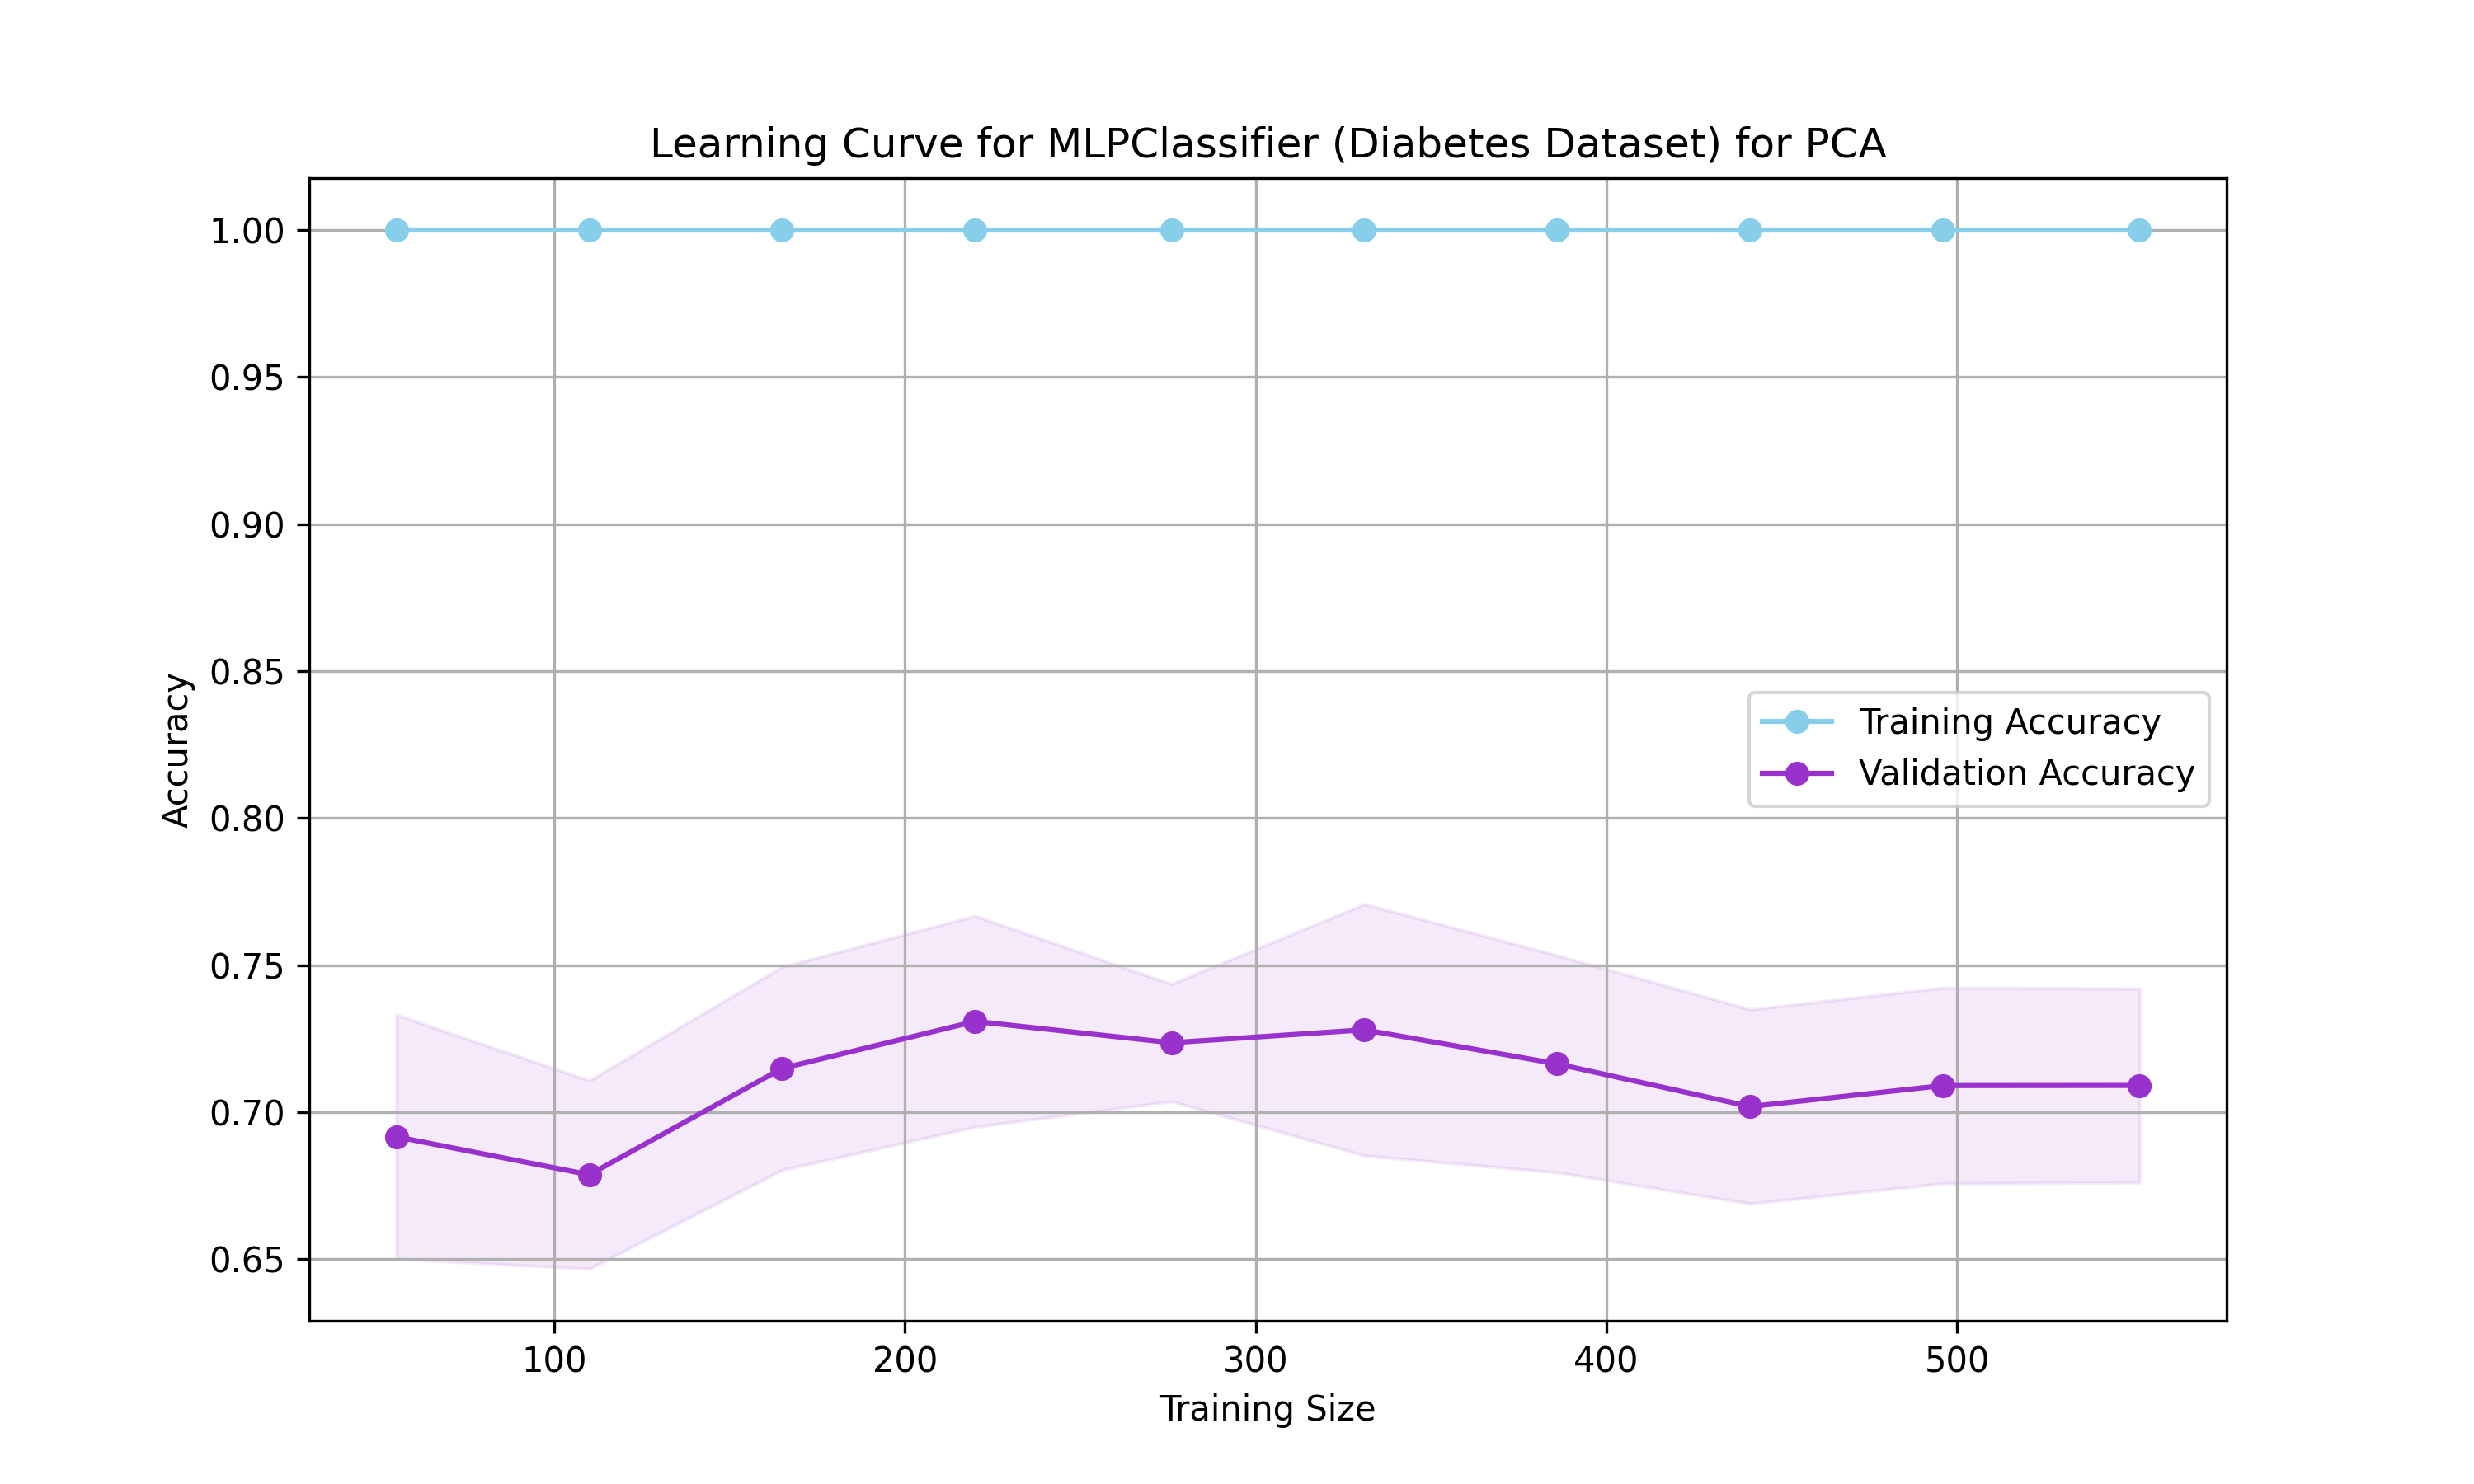 Learning Curve for MLPClassifier (Diabetes Dataset) for PCA
1.00
0.95
0.90
0.85
0.80
0.75
0.70
0.65
Accuracy
Training Accuracy
Validation Accuracy
100 200 300 400 500
Training Size